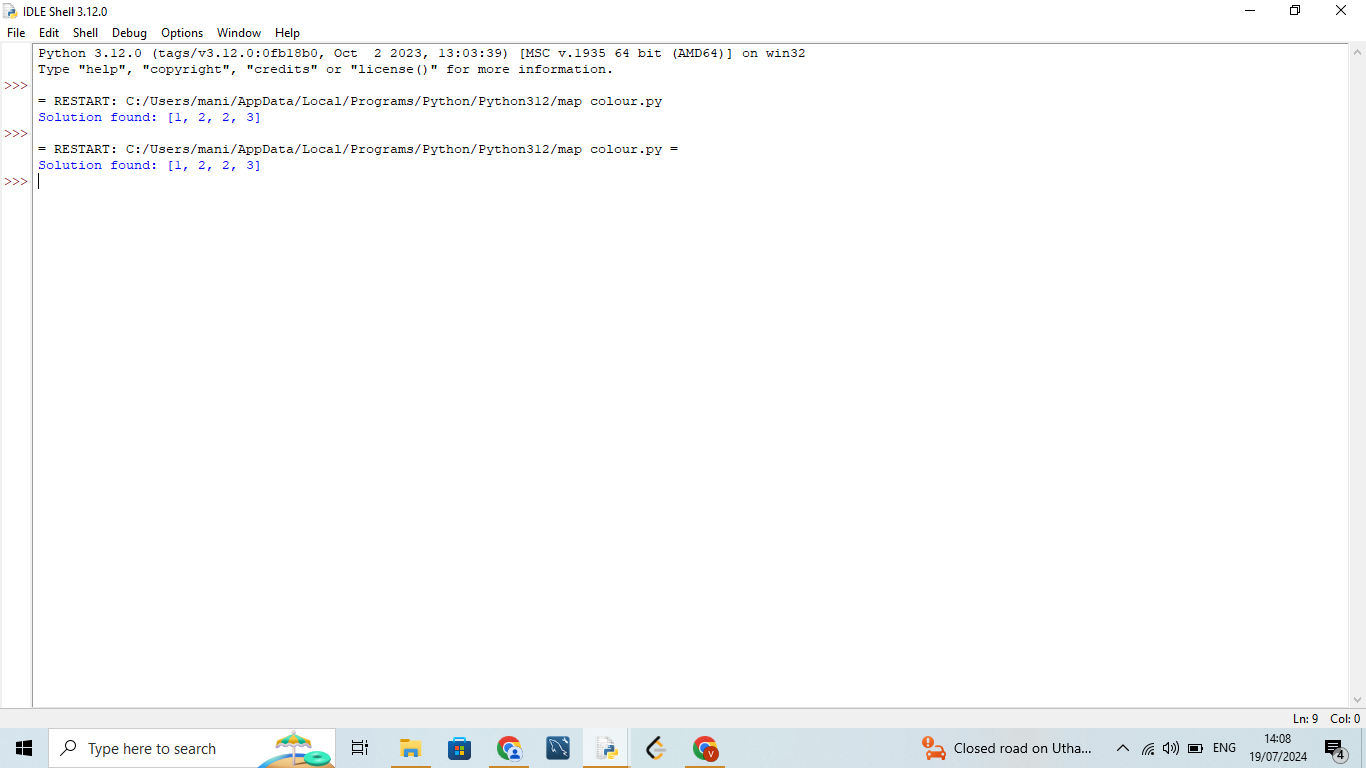 IDLE Shell 3.12.0
File Edit Shell Debug Options Window Help
Python 3.12.0 (tags/v3.12.0:0fb18b0, Oct  2 2023, 13:03:39) [MSC v.1935 64 bit (AMD64)] on win32
Type "help", "copyright", "credits" or "license()" for more information.
>>>
= RESTART: C:/Users/mani/AppData/Local/Programs/Python/Python312/map colour.py
Solution found: [1, 2, 2, 3]
>>>
= RESTART: C:/Users/mani/AppData/Local/Programs/Python/Python312/map colour.py =
Solution found: [1, 2, 2, 3]
>>>
Ln: 9 Col: 0
Type here to search
V
Closed road on Utha...
ENG
14:08
19/07/2024
4